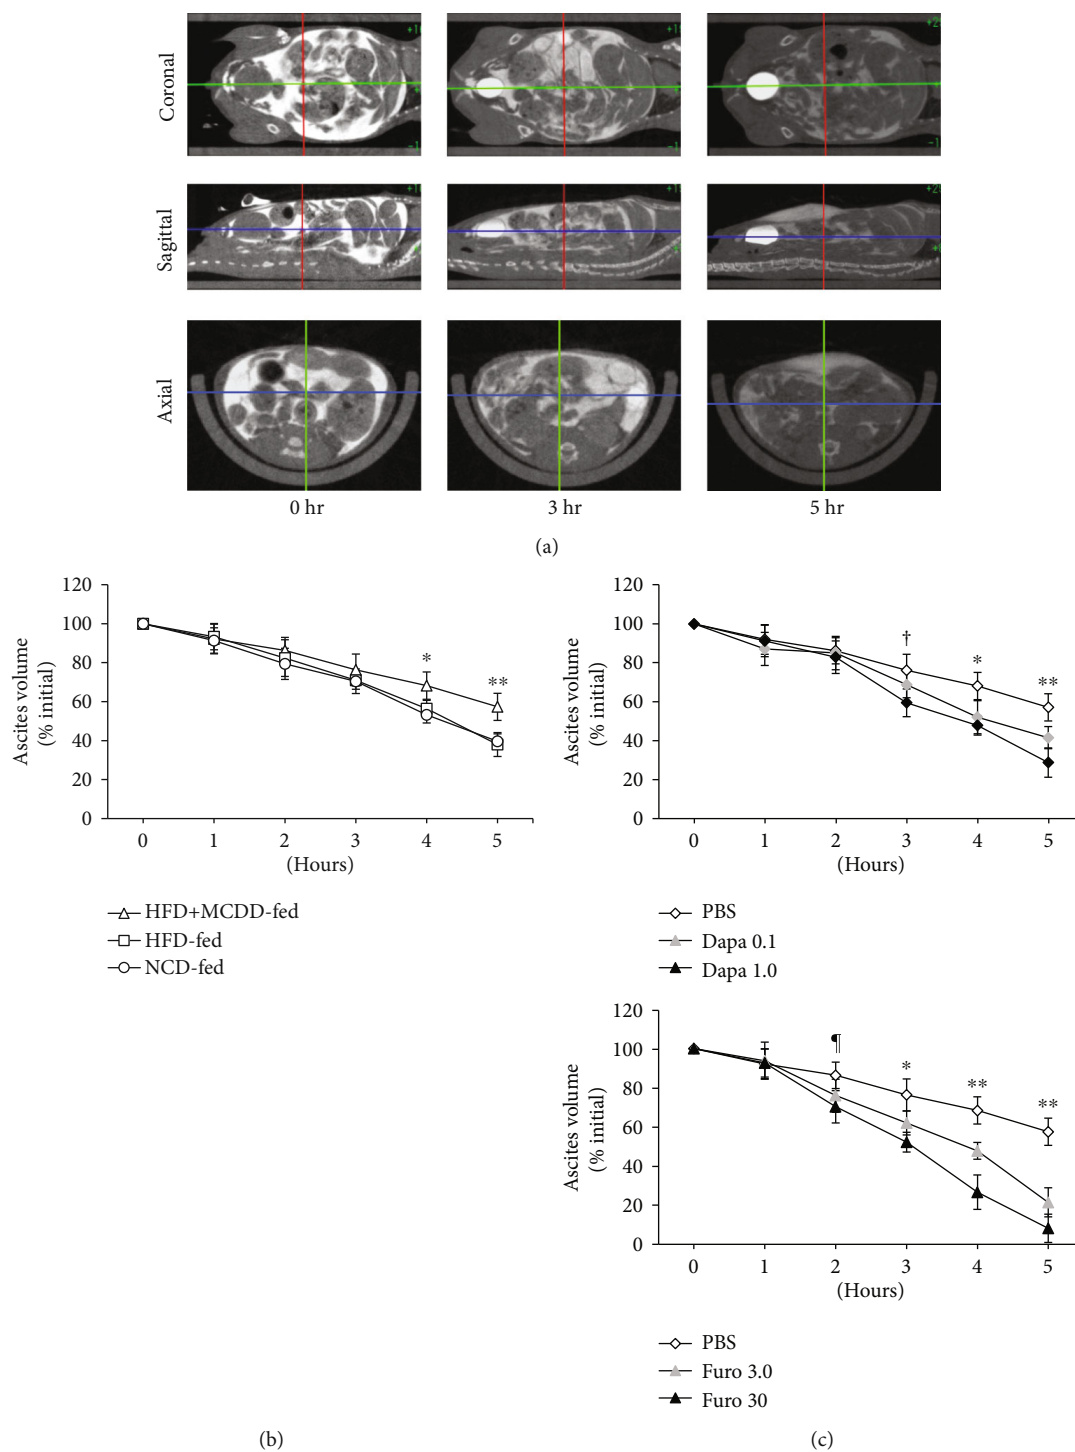 Coronal
Sagittal
Axial
0 hr
3 hr
5 hr
(a)
120
100
80
60
40
20
0
Ascites volume
(% initial)
*
**
0 1 2 3 4 5
(Hours)
HFD+MCDD-fed
HFD-fed
NCD-fed
(b)
120
100
80
60
40
20
0
Ascites volume
(% initial)
†
*
**
0 1 2 3 4 5
(Hours)
PBS
Dapa 0.1
Dapa 1.0
120
100
80
60
40
20
0
Ascites volume
(% initial)
¶
*
**
**
0 1 2 3 4 5
(Hours)
PBS
Furo 3.0
Furo 30
(c)